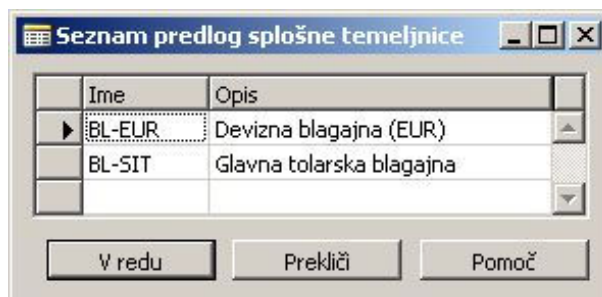 Seznam predlog splošne temeljnice
Ime Opis
BL-EUR Devizna blagajna (EUR)
BL-SIT Glavna tolarska blagajna
V redu Prekliči Pomoč